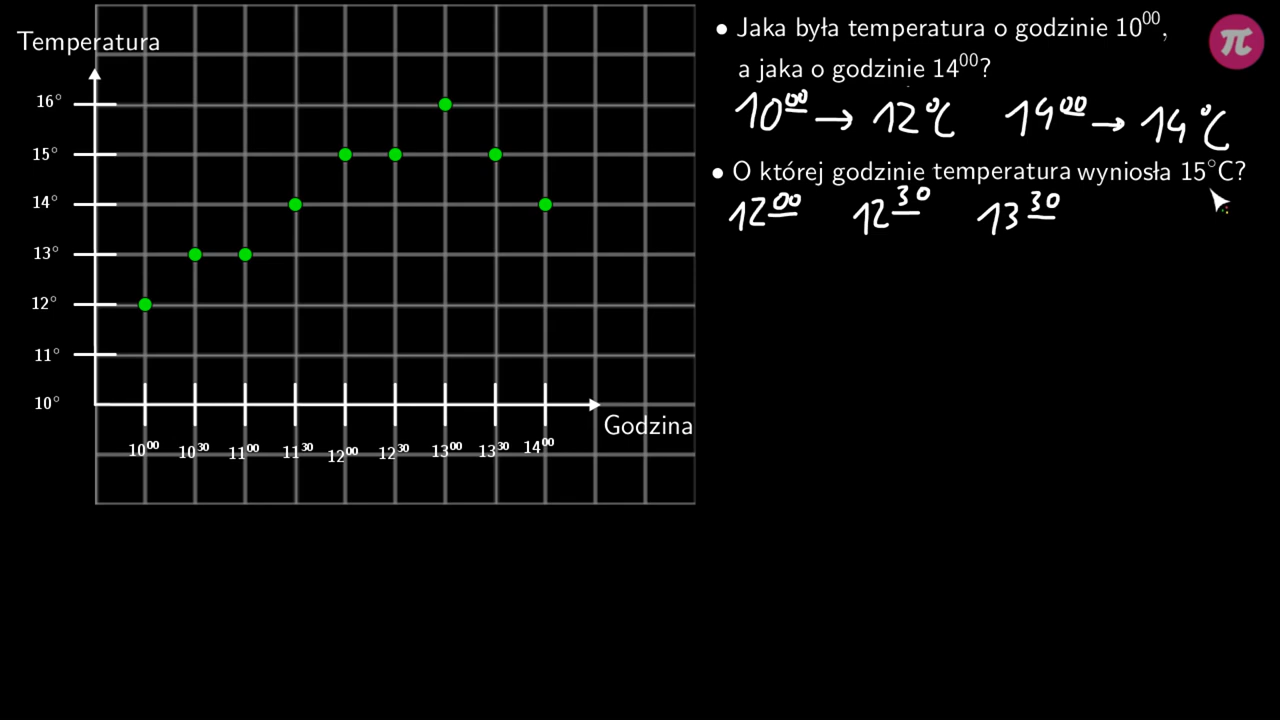 Temperatura
16°
15°
14°
13°
12°
11°
10°
10⁰⁰ 10³⁰ 11⁰⁰ 11³⁰ 12⁰⁰ 12³⁰ 13⁰⁰ 13³⁰ 14⁰⁰
Godzina
• Jaka była temperatura o godzinie 10⁰⁰,
a jaka o godzinie 14⁰⁰?
10⁰⁰ → 12°C 14⁰⁰ → 14°C
• O której godzinie temperatura wyniosła 15°C?
12⁰⁰ 12³⁰ 13³⁰
π